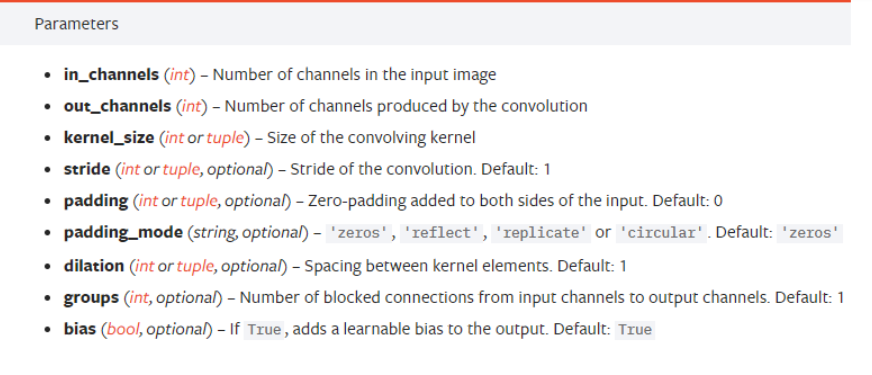 Parameters
• in_channels (int) – Number of channels in the input image
• out_channels (int) – Number of channels produced by the convolution
• kernel_size (int or tuple) – Size of the convolving kernel
• stride (int or tuple, optional) – Stride of the convolution. Default: 1
• padding (int or tuple, optional) – Zero-padding added to both sides of the input. Default: 0
• padding_mode (string, optional) – 'zeros', 'reflect', 'replicate' or 'circular'. Default: 'zeros'
• dilation (int or tuple, optional) – Spacing between kernel elements. Default: 1
• groups (int, optional) – Number of blocked connections from input channels to output channels. Default: 1
• bias (bool, optional) – If True, adds a learnable bias to the output. Default: True